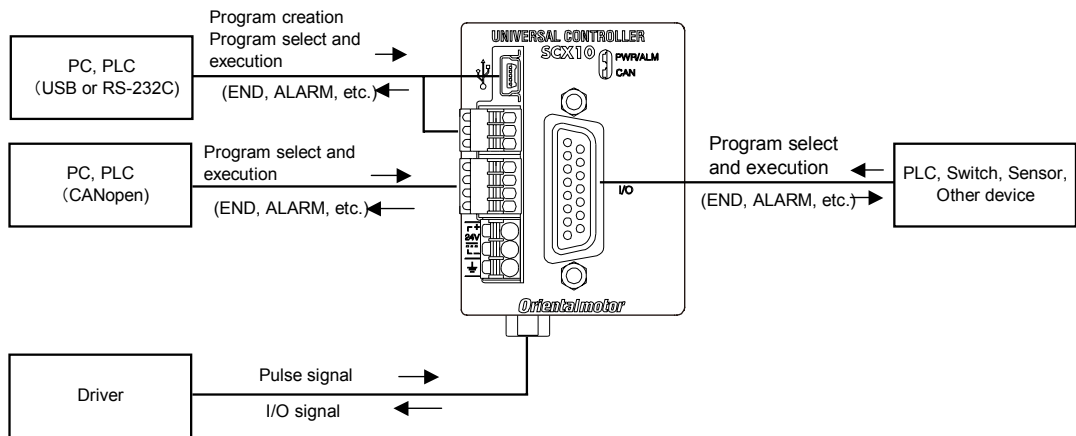 Program creation
Program select and
execution
PC, PLC
(USB or RS-232C)
(END, ALARM, etc.)
UNIVERSAL CONTROLLER
SCX10
PWR/ALM
CAN
PC, PLC
(CANopen)
Program select and
execution
(END, ALARM, etc.)
I/O
Program select
and execution
(END, ALARM, etc.)
PLC, Switch, Sensor,
Other device
+
24V
-
Orientalmotor
Driver
Pulse signal
I/O signal